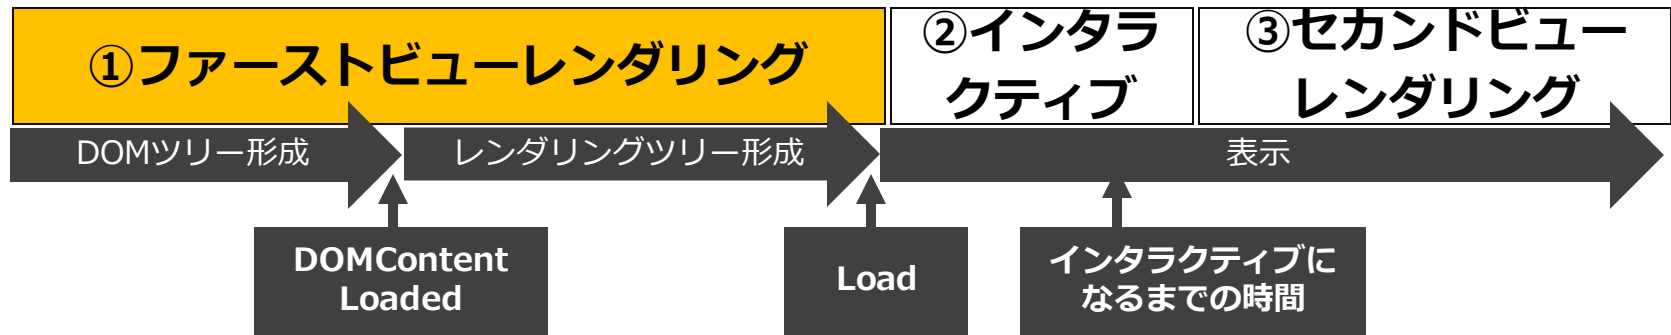 ①ファーストビューレンダリング
②インタラ
クティブ
③セカンドビュー
レンダリング
DOMツリー形成
レンダリングツリー形成
表示
DOMContent
Loaded
Load
インタラクティブに
なるまでの時間